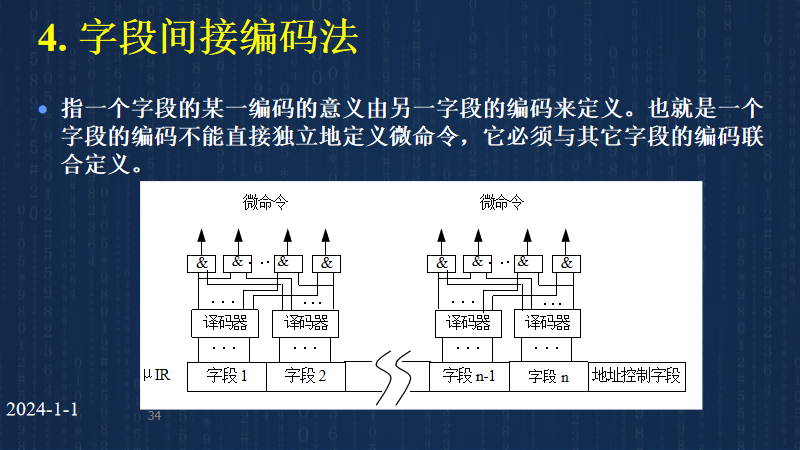 4. 字段间接编码法
指一个字段的某一编码的意义由另一字段的编码来定义。也就是一个
字段的编码不能直接独立地定义微命令，它必须与其它字段的编码联
合定义。
微命令 微命令
& & ··· & & & & ··· & &
··· ··· ··· ···
译码器 译码器 译码器 译码器
··· ··· ··· ···
μIR 字段1 字段2 字段n-1 字段n 地址控制字段
2024-1-1
34